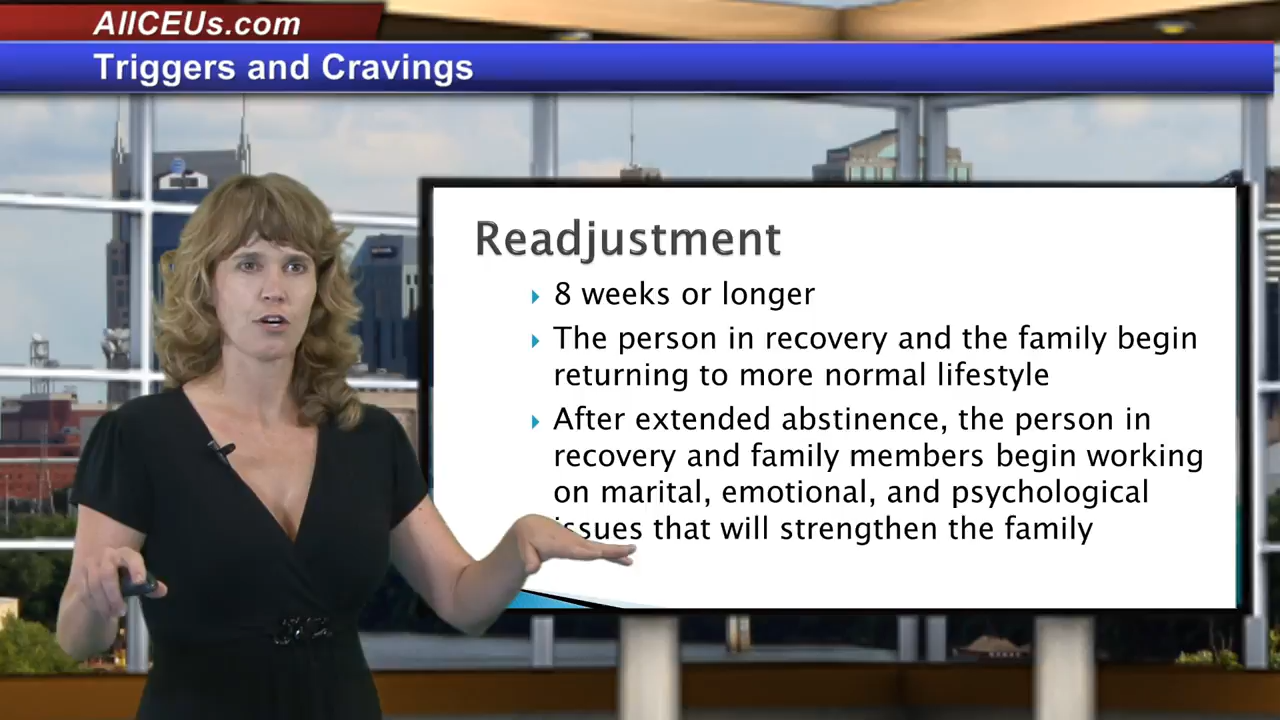 AllCEUs.com
Triggers and Cravings
Readjustment
8 weeks or longer
The person in recovery and the family begin
returning to more normal lifestyle
After extended abstinence, the person in
recovery and family members begin working
on marital, emotional, and psychological
issues that will strengthen the family